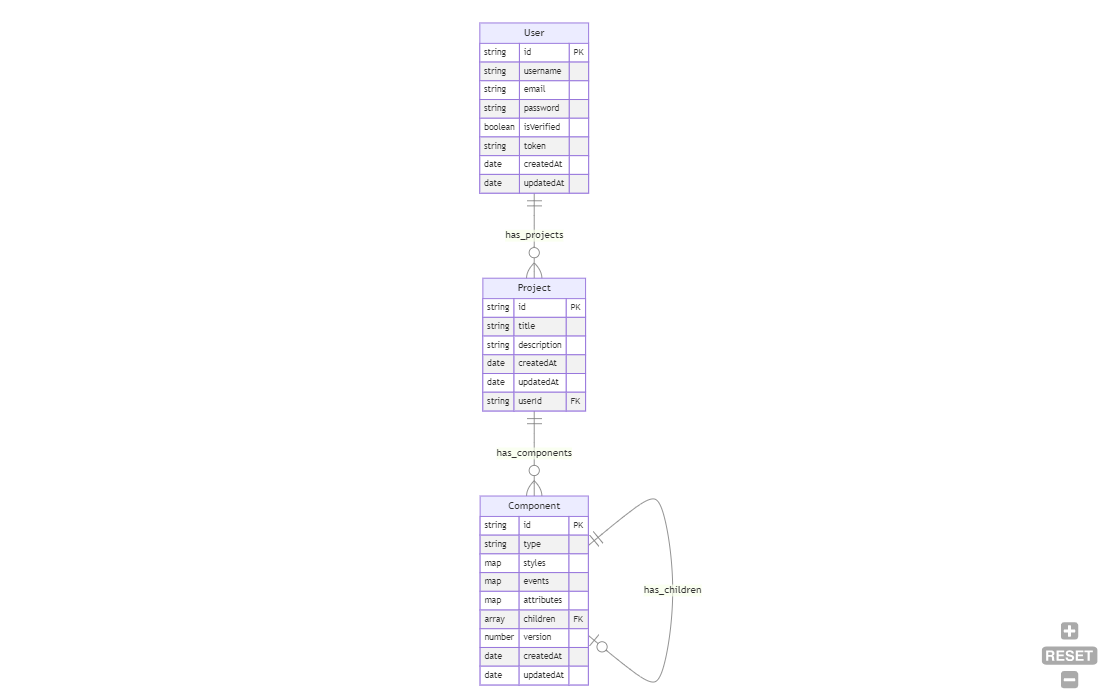 User
string id PK
string username
string email
string password
boolean isVerified
string token
date createdAt
date updatedAt
has_projects
Project
string id PK
string title
string description
date createdAt
date updatedAt
string userId FK
has_components
Component
string id PK
string type
map styles
map events
map attributes
array children FK
number version
date createdAt
date updatedAt
has_children
+
RESET
−